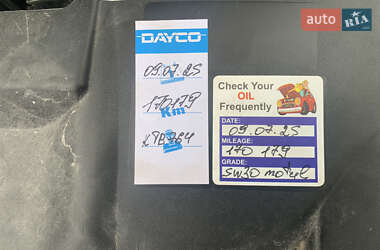 auto RIA
DAYCO
09.07.25
170179
Km
Check Your
OIL
Frequently
DATE:
09.07.25
MILEAGE:
170 179
GRADE:
5W30 motul